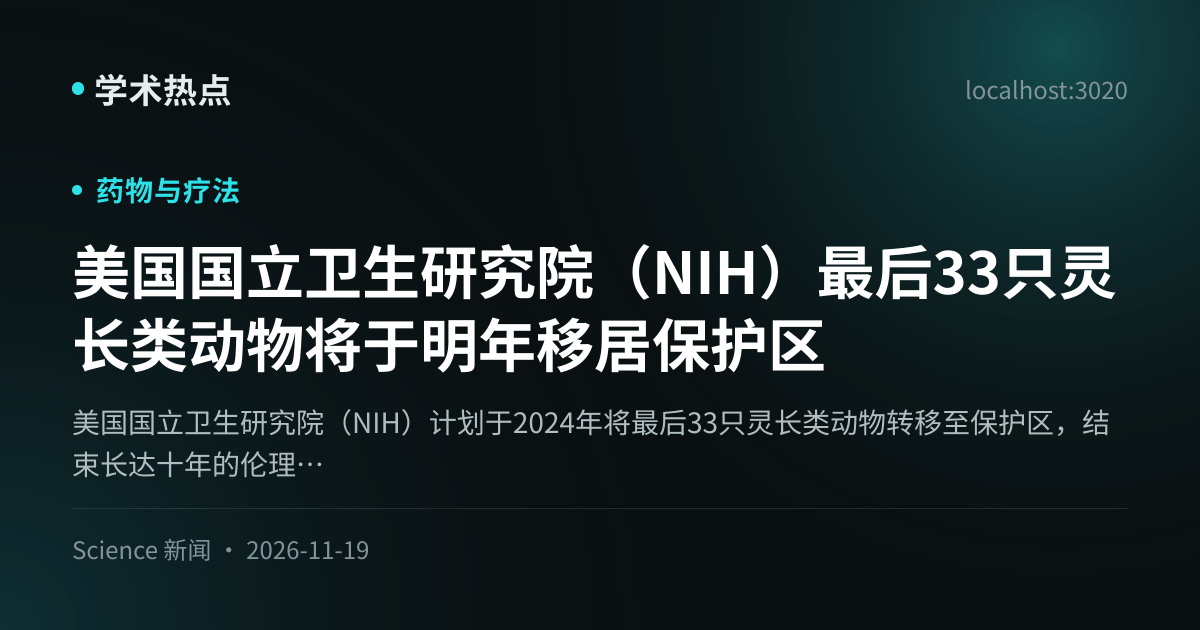 学术热点
localhost:3020
药物与疗法
美国国立卫生研究院（NIH）最后33只灵
长类动物将于明年移居保护区
美国国立卫生研究院（NIH）计划于2024年将最后33只灵长类动物转移至保护区，结
束长达十年的伦理…
Science 新闻 • 2026-11-19